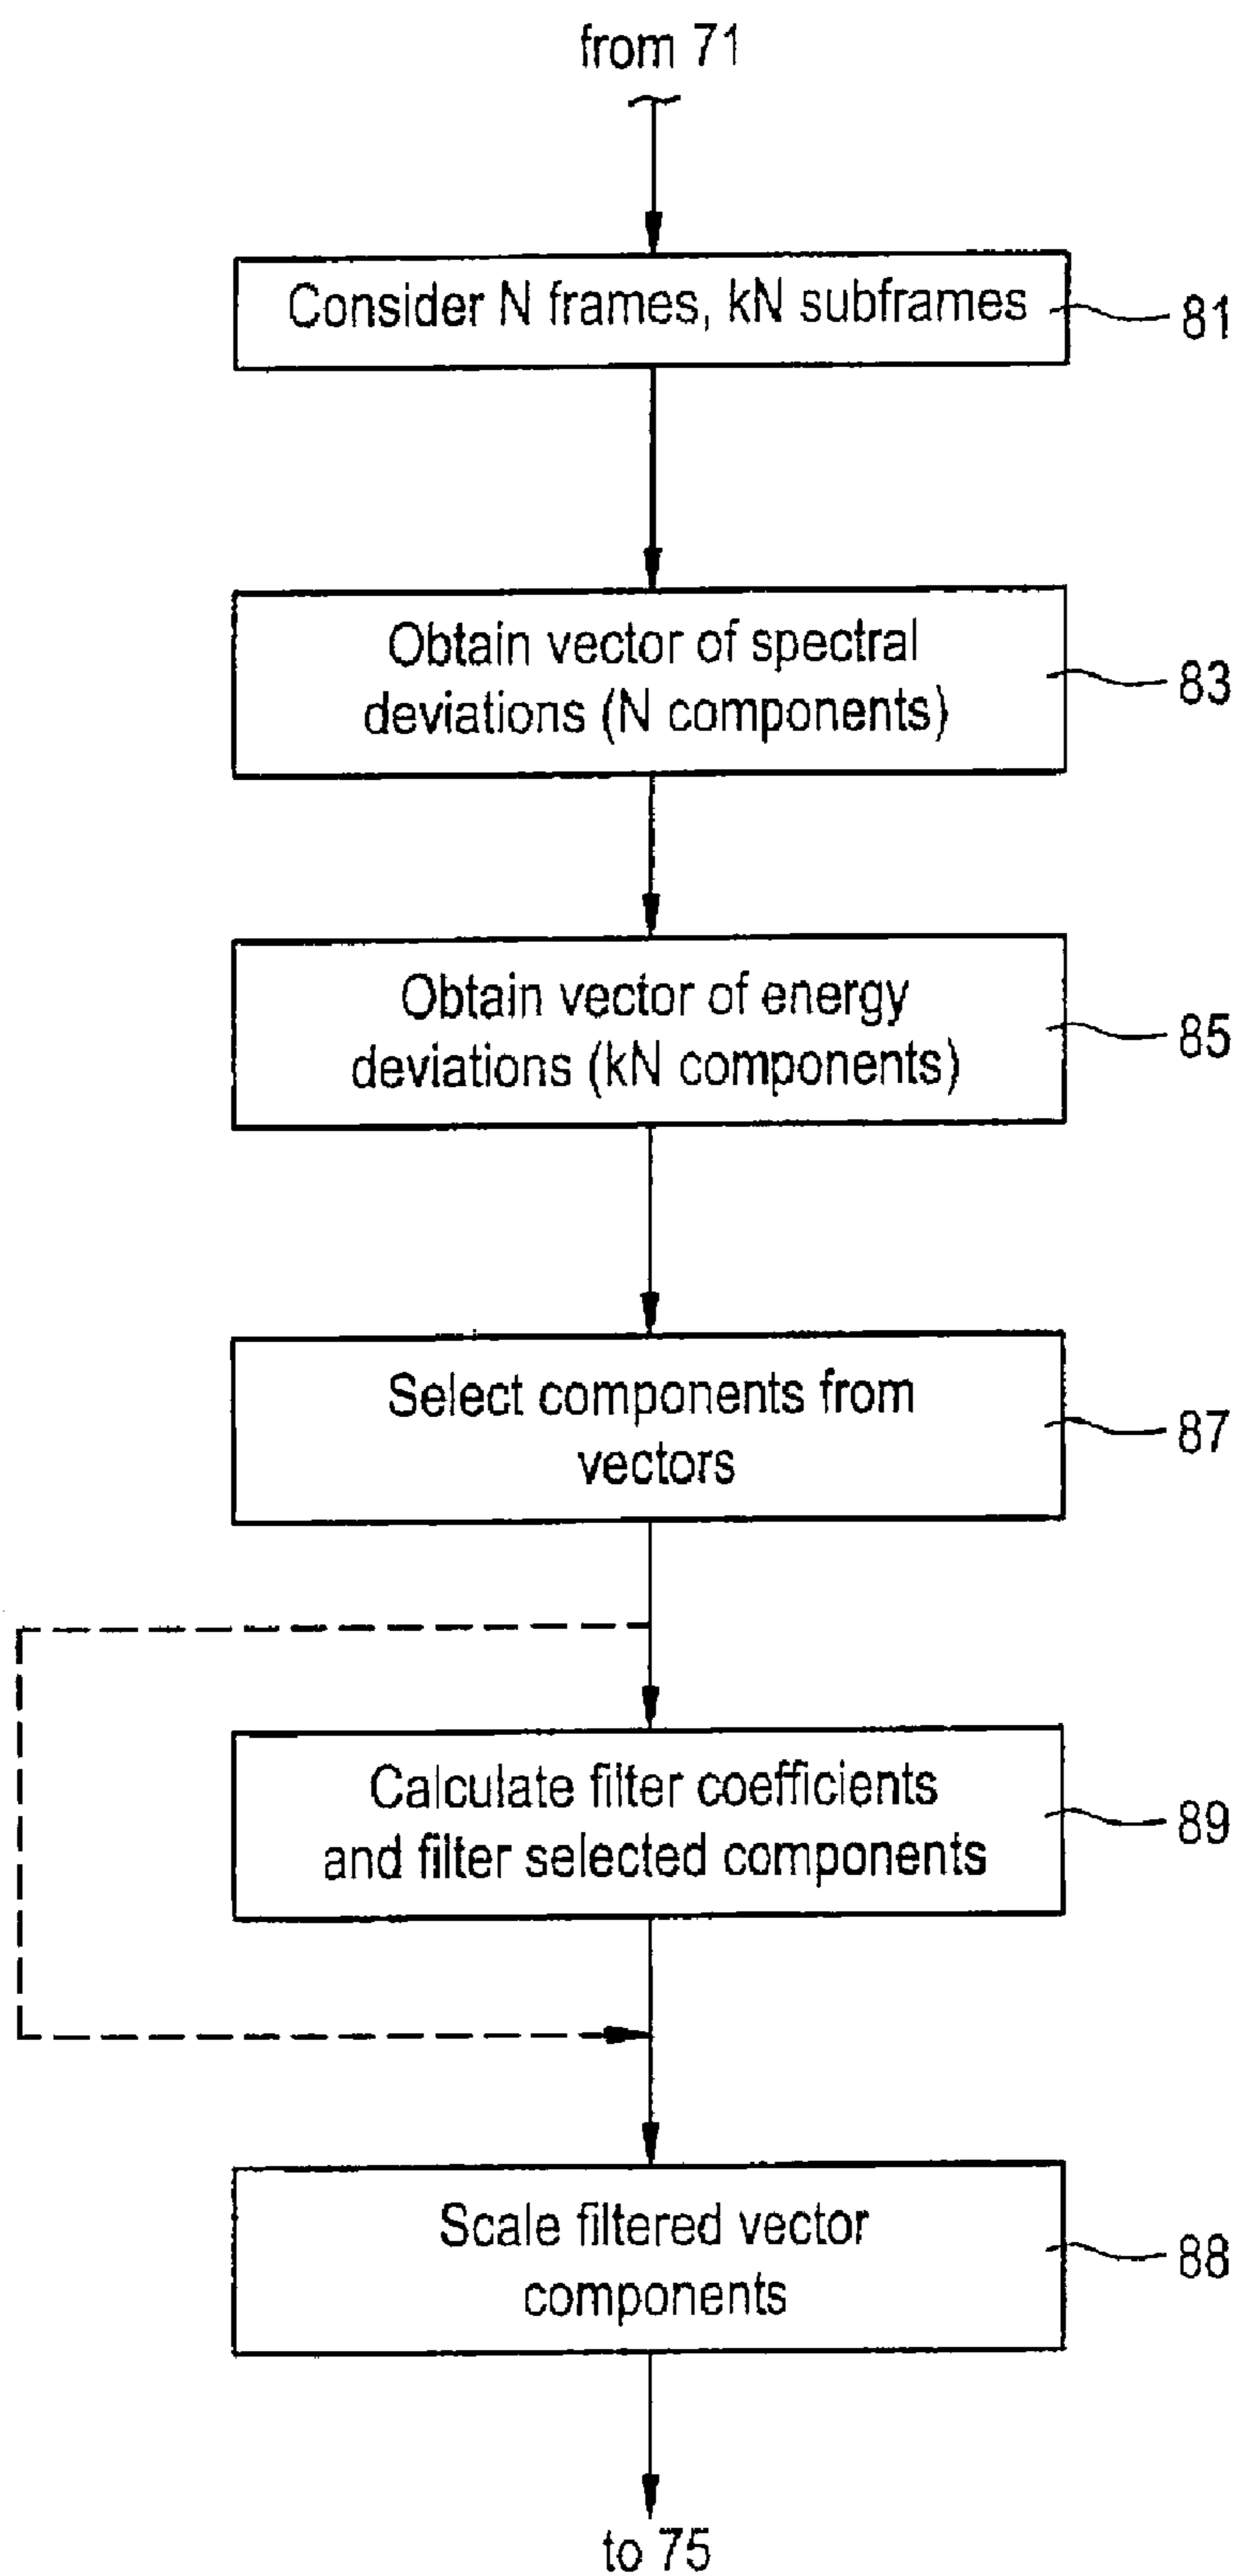 from 71
Consider N frames, kN subframes
81
Obtain vector of spectral
deviations (N components)
83
Obtain vector of energy
deviations (kN components)
85
Select components from
vectors
87
Calculate filter coefficients
and filter selected components
89
Scale filtered vector
components
88
to 75